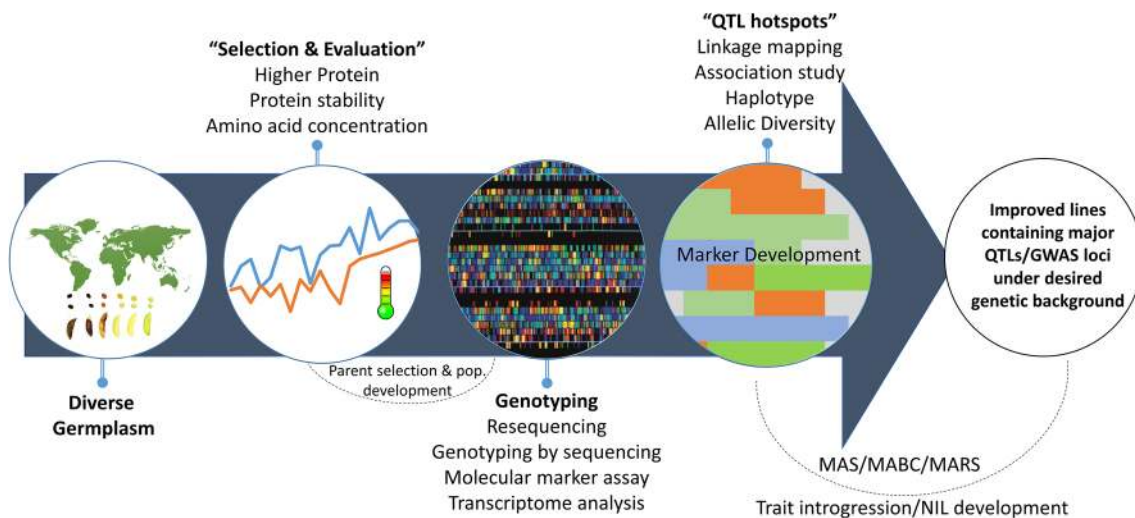 “Selection & Evaluation”
Higher Protein
Protein stability
Amino acid concentration
“QTL hotspots”
Linkage mapping
Association study
Haplotype
Allelic Diversity
Marker Development
Improved lines
containing major
QTLs/GWAS loci
under desired
genetic background
Parent selection & pop.
development
Diverse
Germplasm
Genotyping
Resequencing
Genotyping by sequencing
Molecular marker assay
Transcriptome analysis
MAS/MABC/MARS
Trait introgression/NIL development